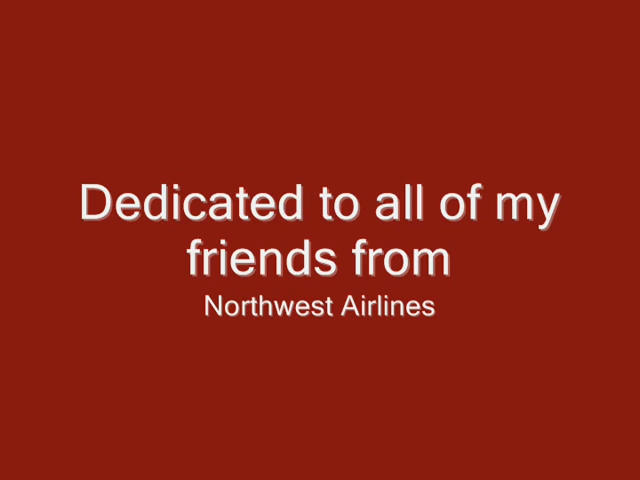 Dedicated to all of my
friends from
Northwest Airlines